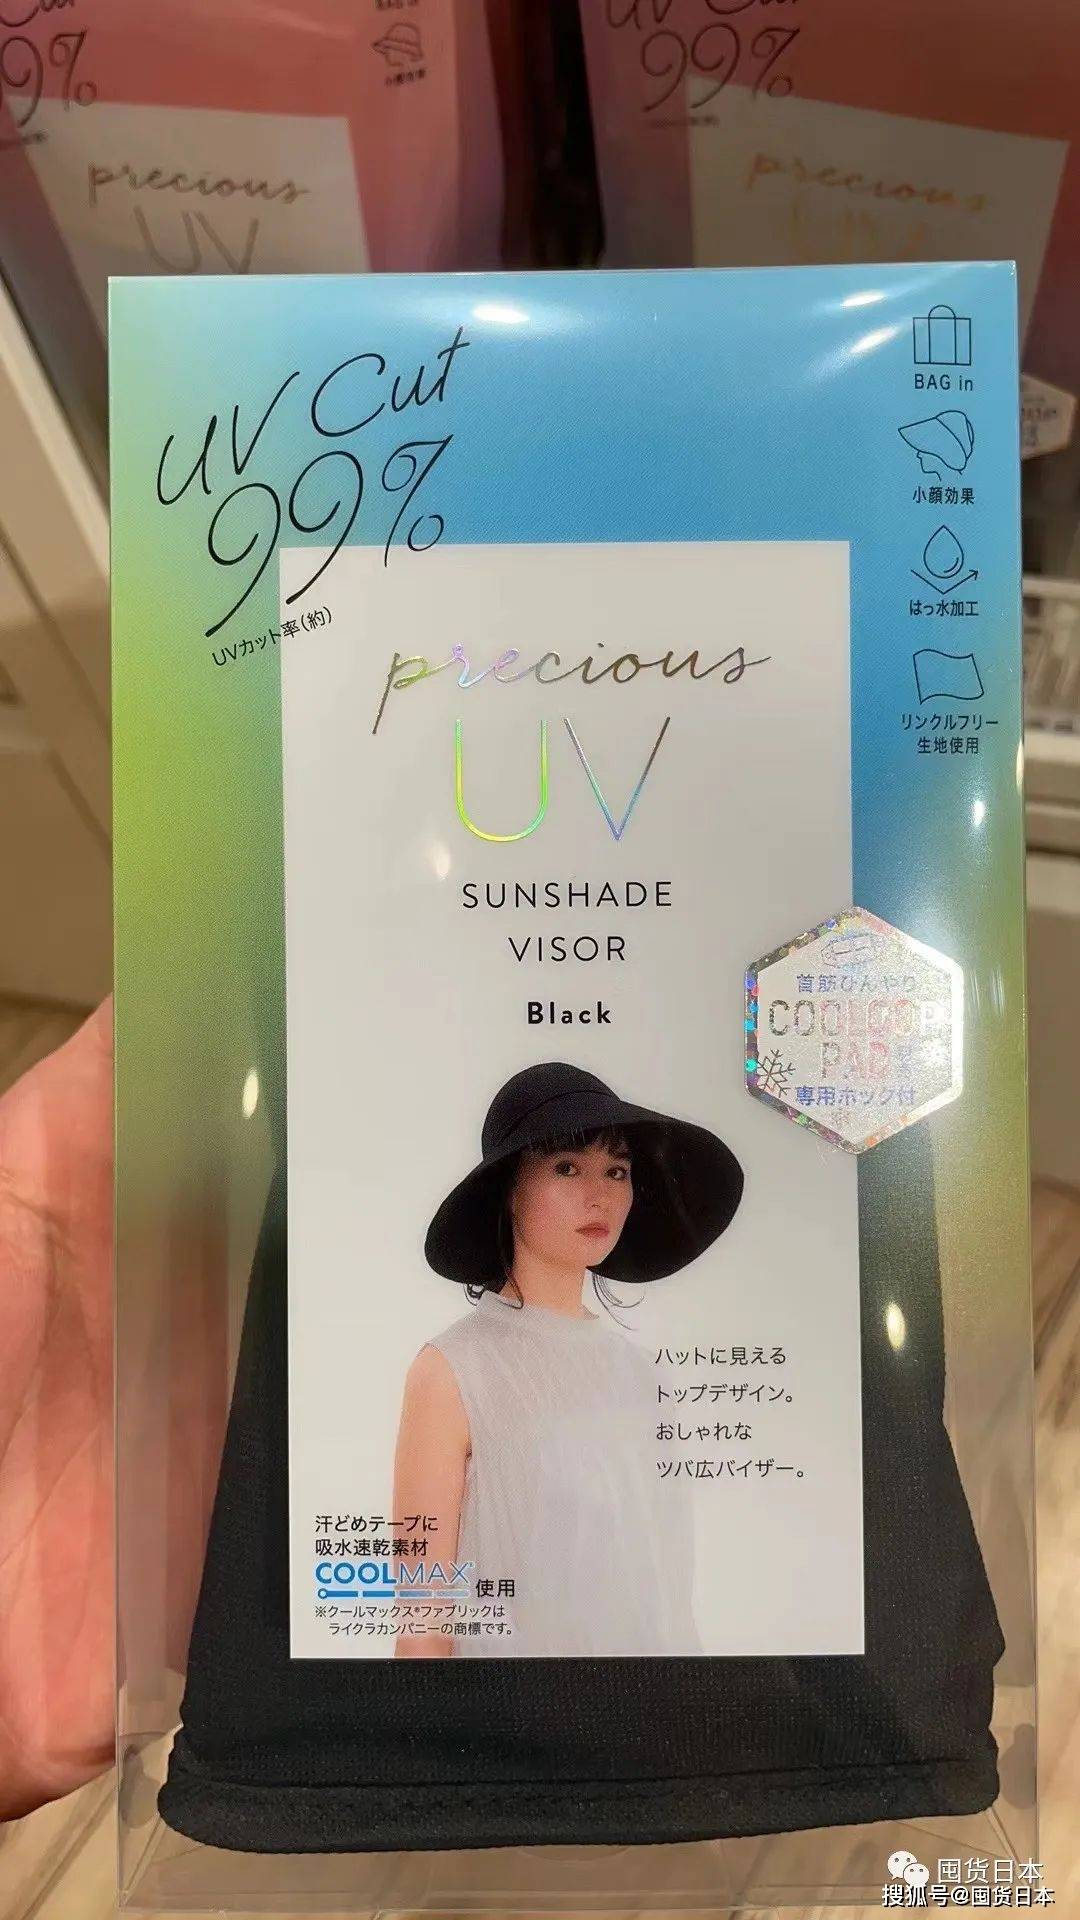 Cut
99%
precious
UV
UV Cut
99%
precious
UV
UV Cut
99%
UVカット率(約)
BAG in
小顔効果
はっ水加工
リンクルフリー
生地使用
precious
UV
SUNSHADE
VISOR
Black
首筋ひんやり
COOLCOP
PAD
専用ホック付
ハットに見える
トップデザイン。
おしゃれな
ツバ広バイザー。
汗どめテープに
吸水速乾素材
COOLMAX®使用
※クールマックス®ファブリックは
ライクラカンパニーの商標です。
囤货日本
搜狐号@囤货日本